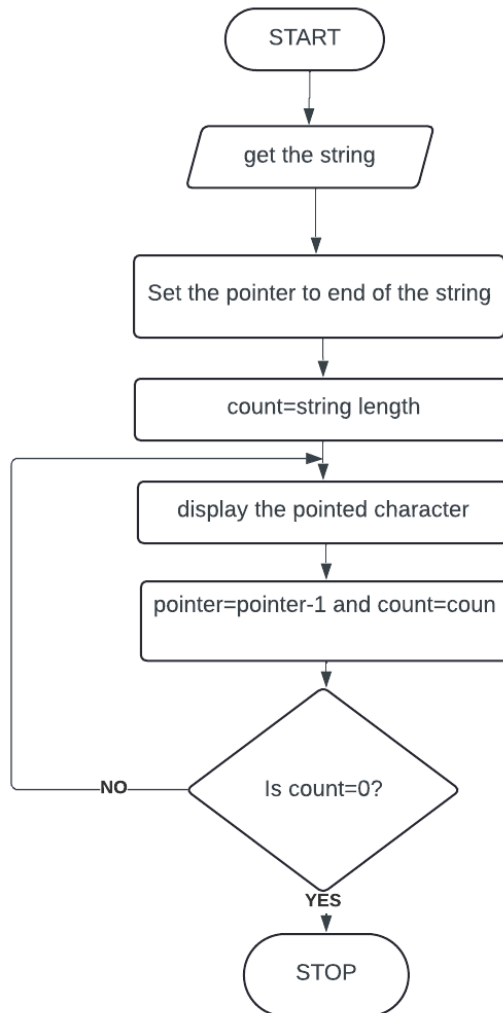 START
get the string
Set the pointer to end of the string
count=string length
display the pointed character
pointer=pointer-1 and count=coun
Is count=0?
NO
YES
STOP